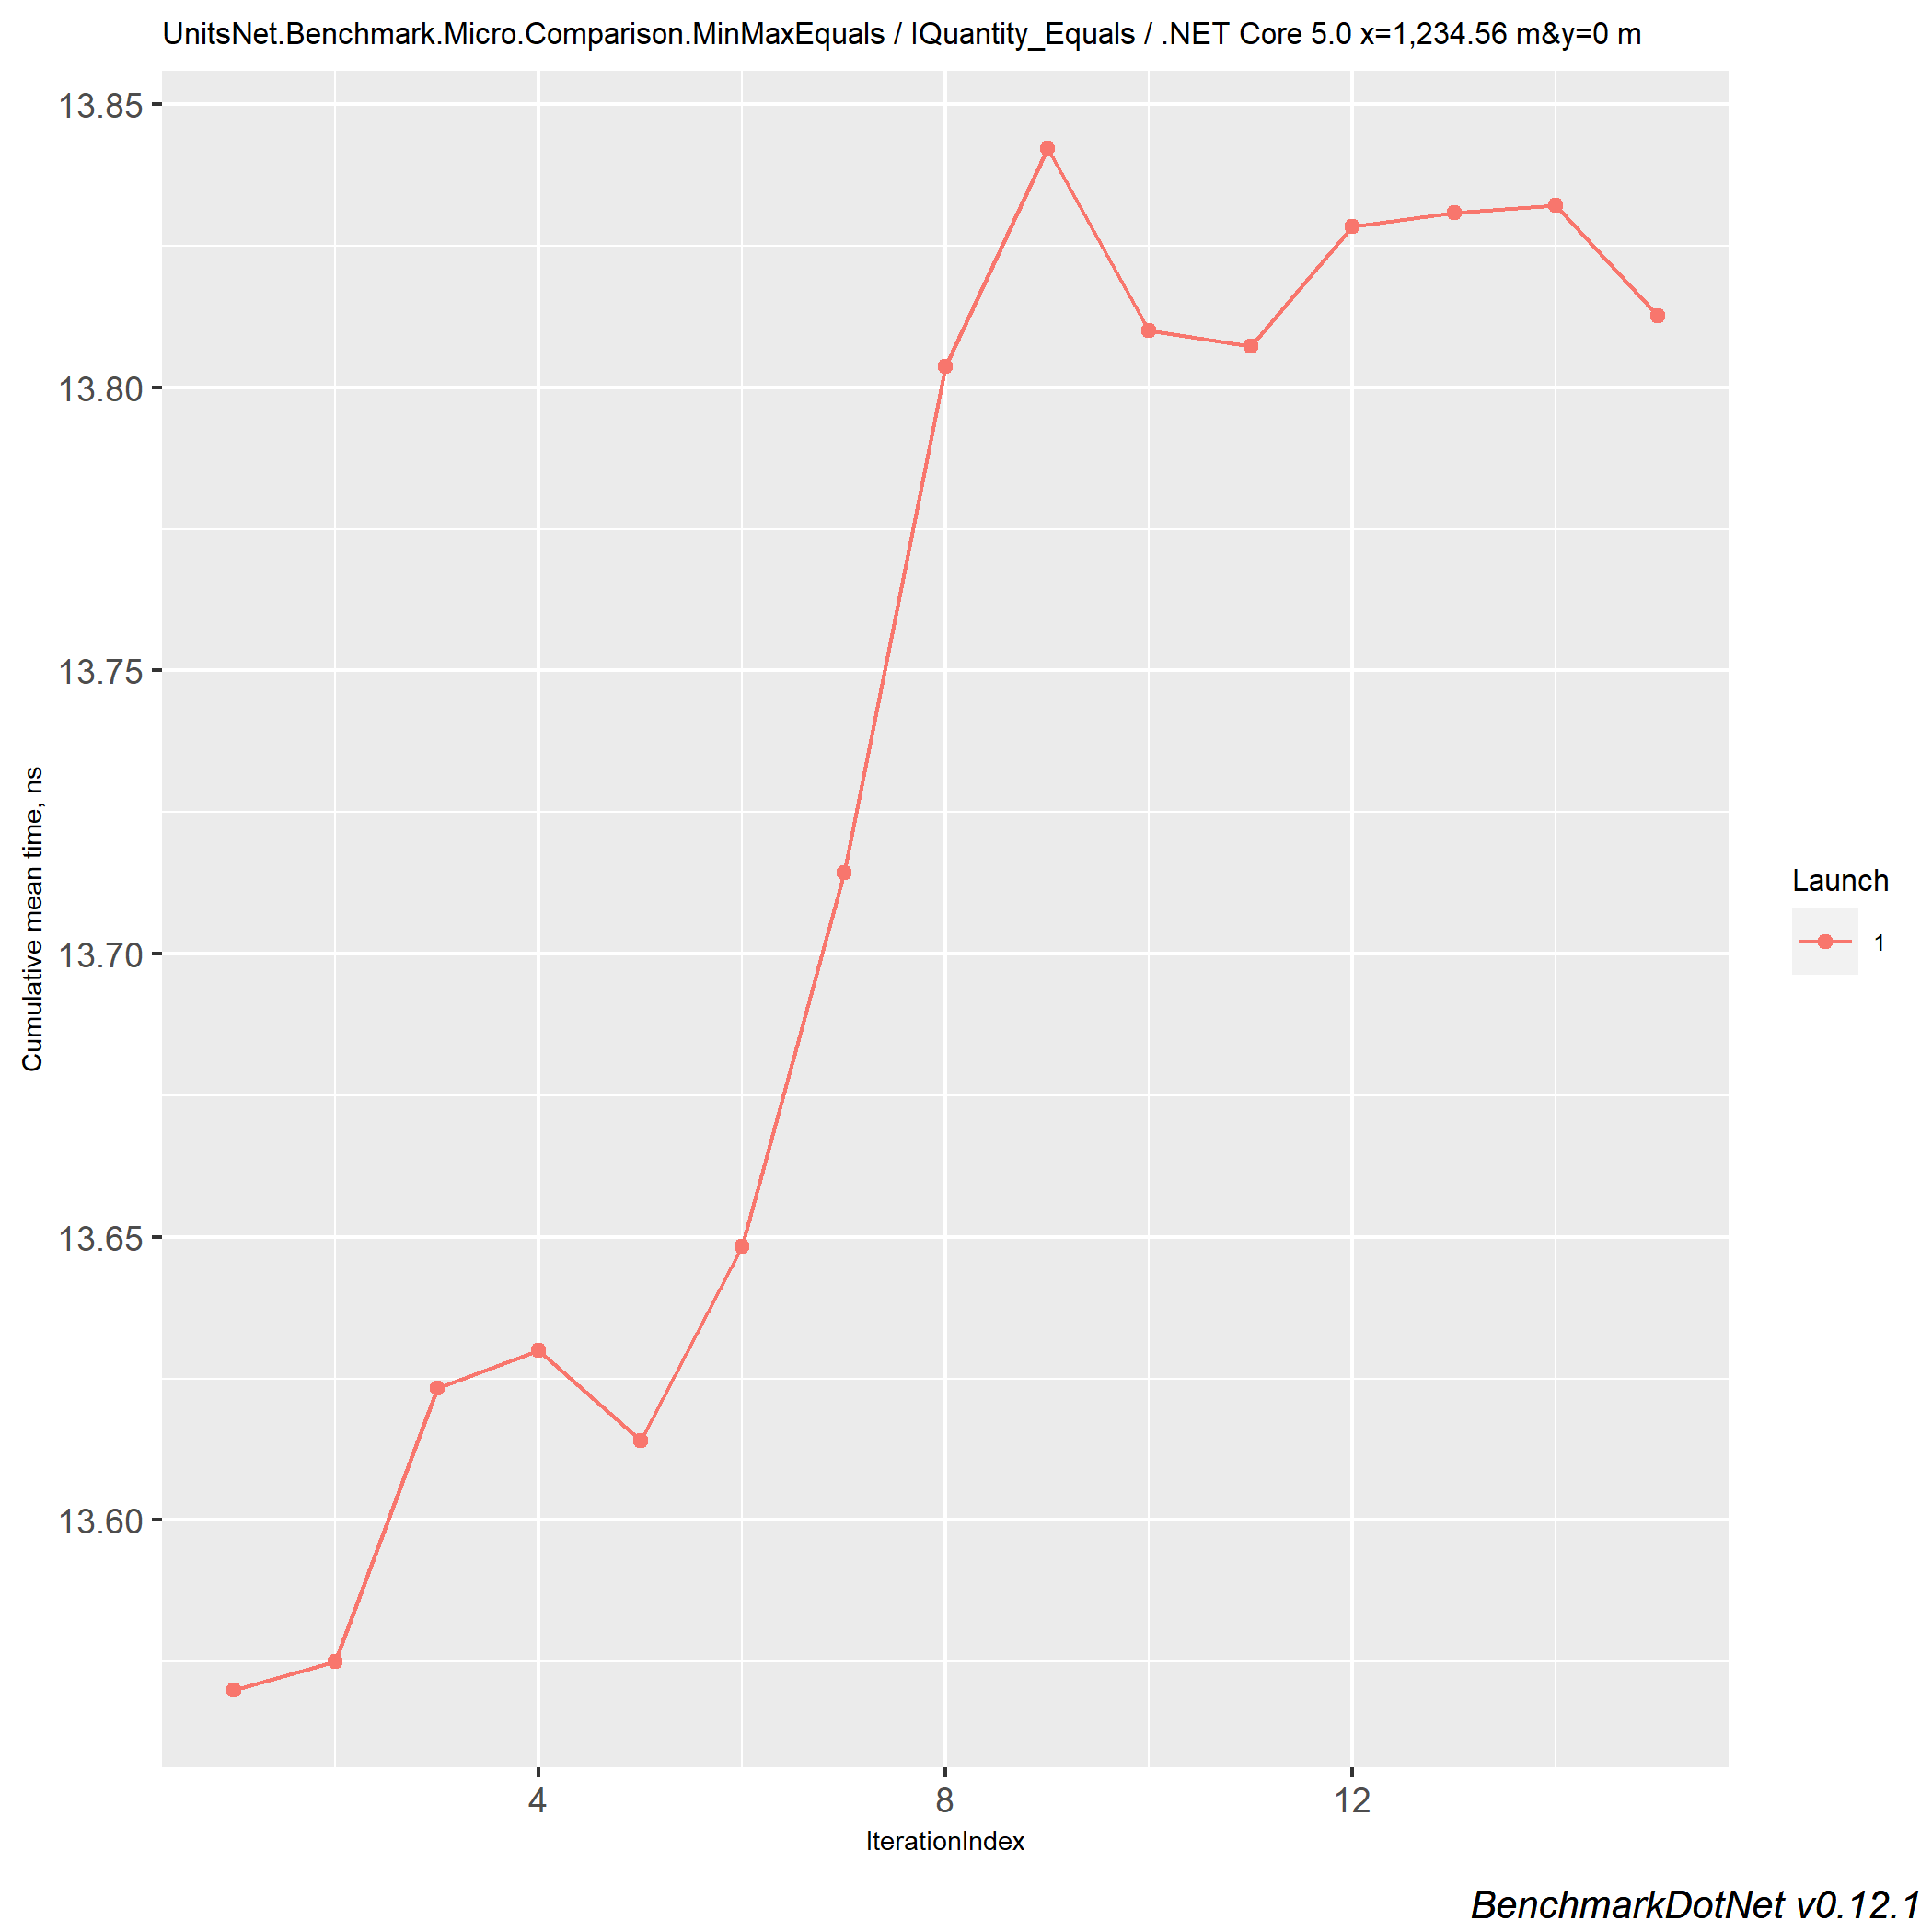 UnitsNet.Benchmark.Micro.Comparison.MinMaxEquals / IQuantity_Equals / .NET Core 5.0 x=1,234.56 m&y=0 m
13.85
13.80
13.75
13.70
13.65
13.60
Cumulative mean time, ns
4
8
12
IterationIndex
Launch
1
BenchmarkDotNet v0.12.1